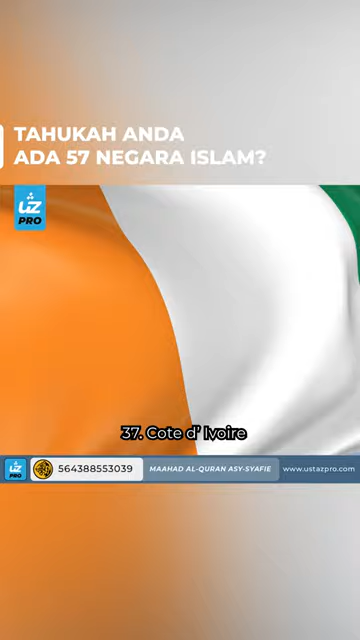 TAHUKAH ANDA
ADA 57 NEGARA ISLAM?
UZ
PRO
37. Cote d' Ivoire
UZ
PRO
564388553039
MAAHAD AL-QURAN ASY-SYAFIE
www.ustazpro.com